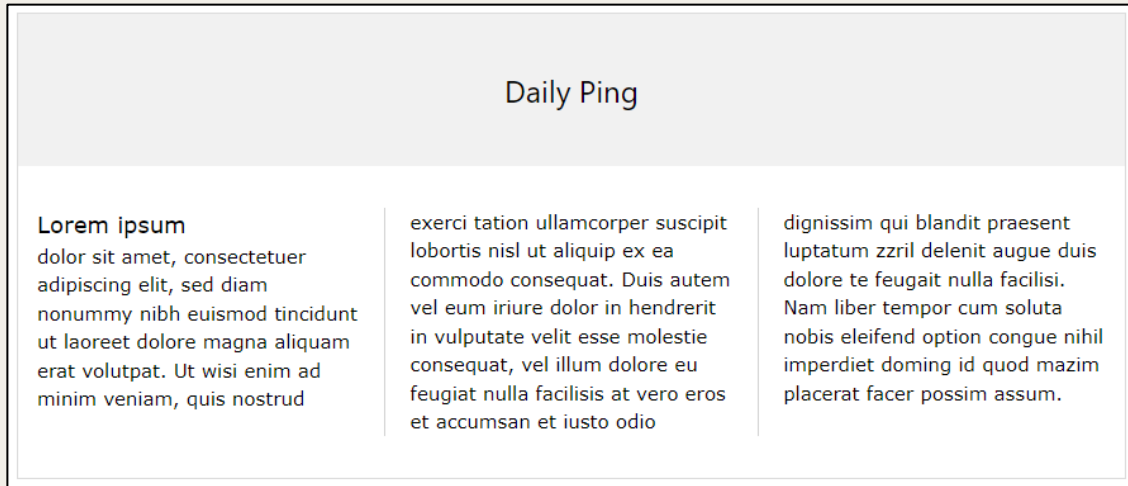 Daily Ping
Lorem ipsum
dolor sit amet, consectetuer
adipiscing elit, sed diam
nonummy nibh euismod tincidunt
ut laoreet dolore magna aliquam
erat volutpat. Ut wisi enim ad
minim veniam, quis nostrud
exerci tation ullamcorper suscipit
lobortis nisl ut aliquip ex ea
commodo consequat. Duis autem
vel eum iriure dolor in hendrerit
in vulputate velit esse molestie
consequat, vel illum dolore eu
feugiat nulla facilisis at vero eros
et accumsan et iusto odio
dignissim qui blandit praesent
luptatum zzril delenit augue duis
dolore te feugait nulla facilisi.
Nam liber tempor cum soluta
nobis eleifend option congue nihil
imperdiet doming id quod mazim
placerat facer possim assum.